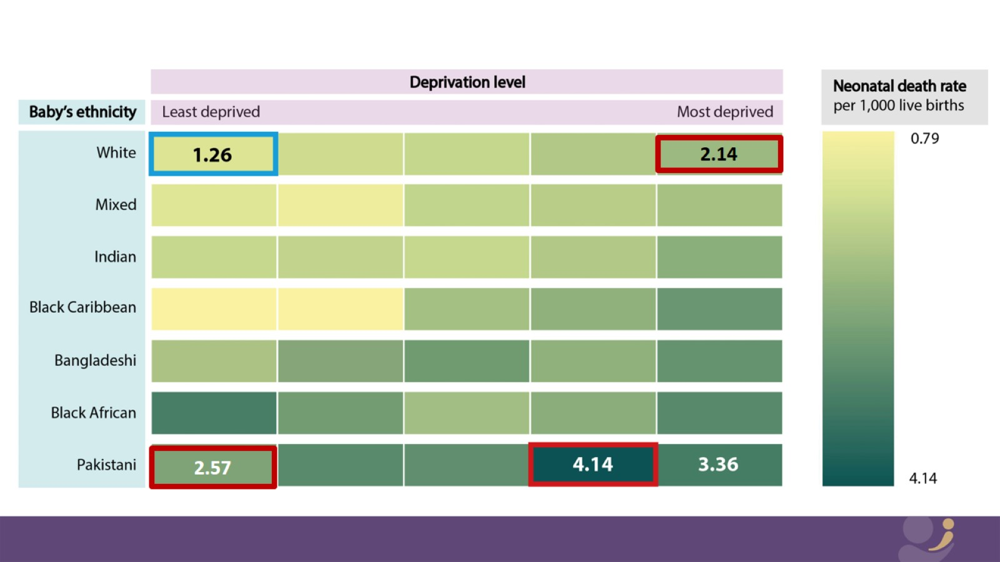 Deprivation level
Neonatal death rate
per 1,000 live births
Baby's ethnicity
Least deprived
Most deprived
0.79
White
1.26
2.14
Mixed
Indian
Black Caribbean
Bangladeshi
Black African
Pakistani
2.57
4.14
3.36
4.14